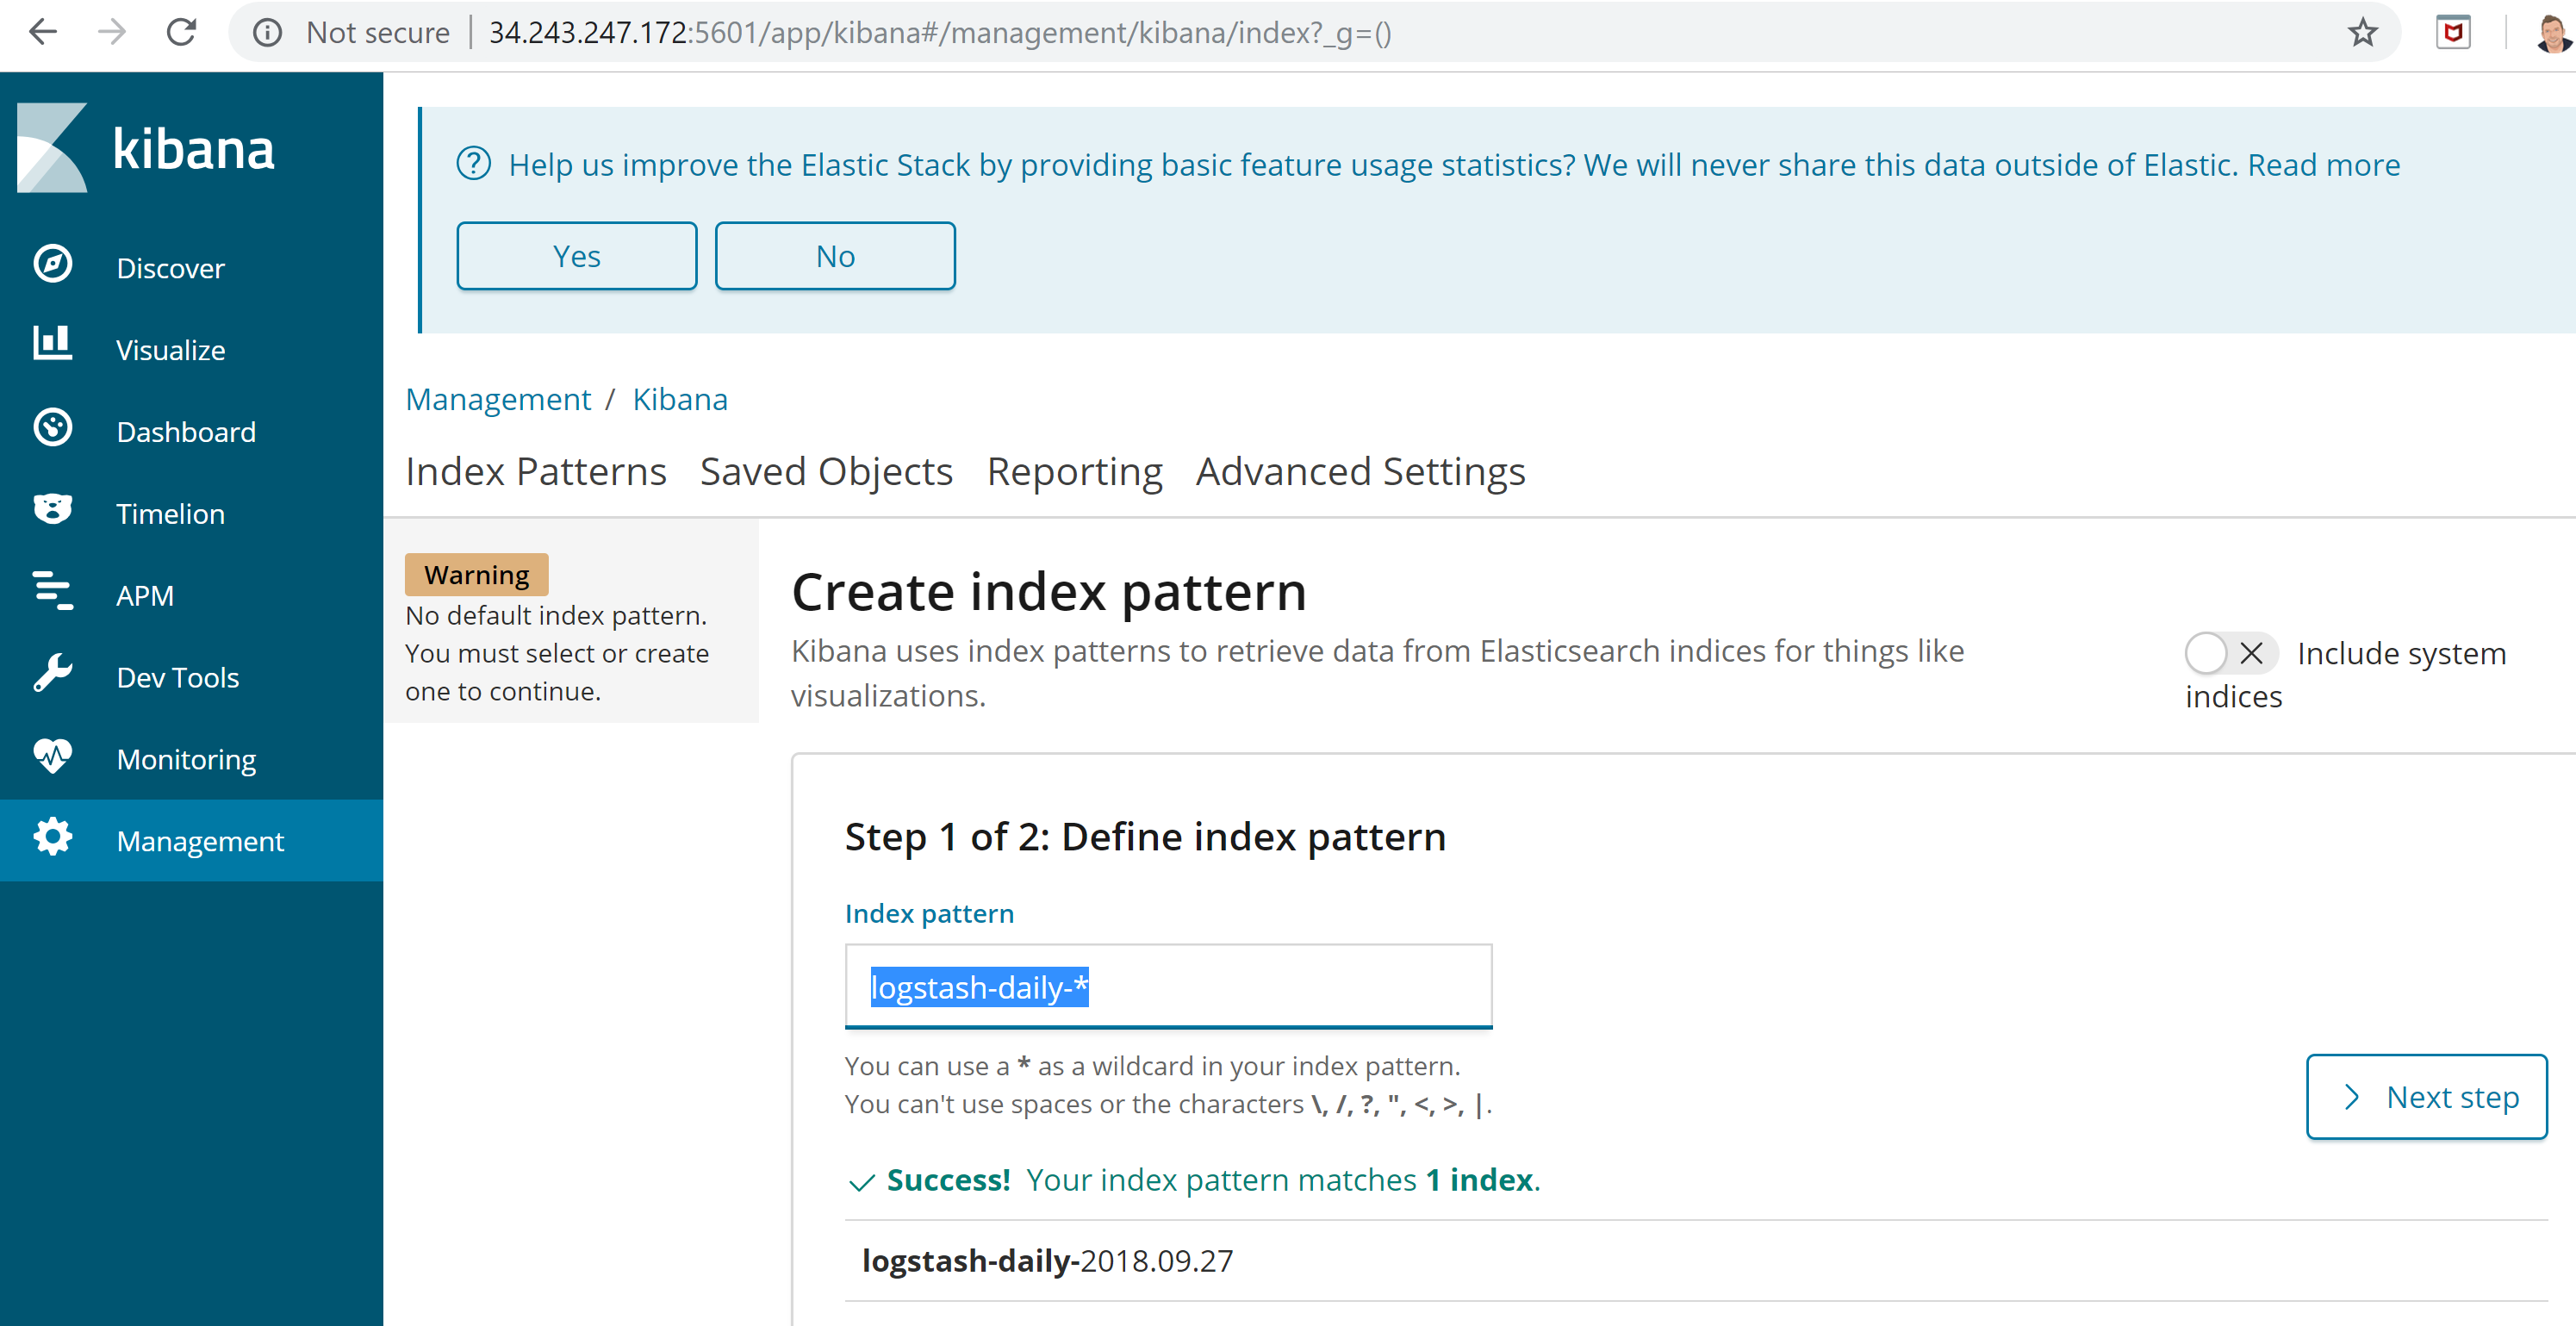 Not secure | 34.243.247.172:5601/app/kibana#/management/kibana/index?_g=()
kibana
Discover
Visualize
Dashboard
Timelion
APM
Dev Tools
Monitoring
Management
Help us improve the Elastic Stack by providing basic feature usage statistics? We will never share this data outside of Elastic. Read more
Yes
No
Management / Kibana
Index Patterns Saved Objects Reporting Advanced Settings
Warning
No default index pattern.
You must select or create
one to continue.
Create index pattern
Kibana uses index patterns to retrieve data from Elasticsearch indices for things like
visualizations.
Include system
indices
Step 1 of 2: Define index pattern
Index pattern
logstash-daily-*
You can use a * as a wildcard in your index pattern.
You can't use spaces or the characters \, /, ?, ", <, >, |.
Next step
Success! Your index pattern matches 1 index.
logstash-daily-2018.09.27